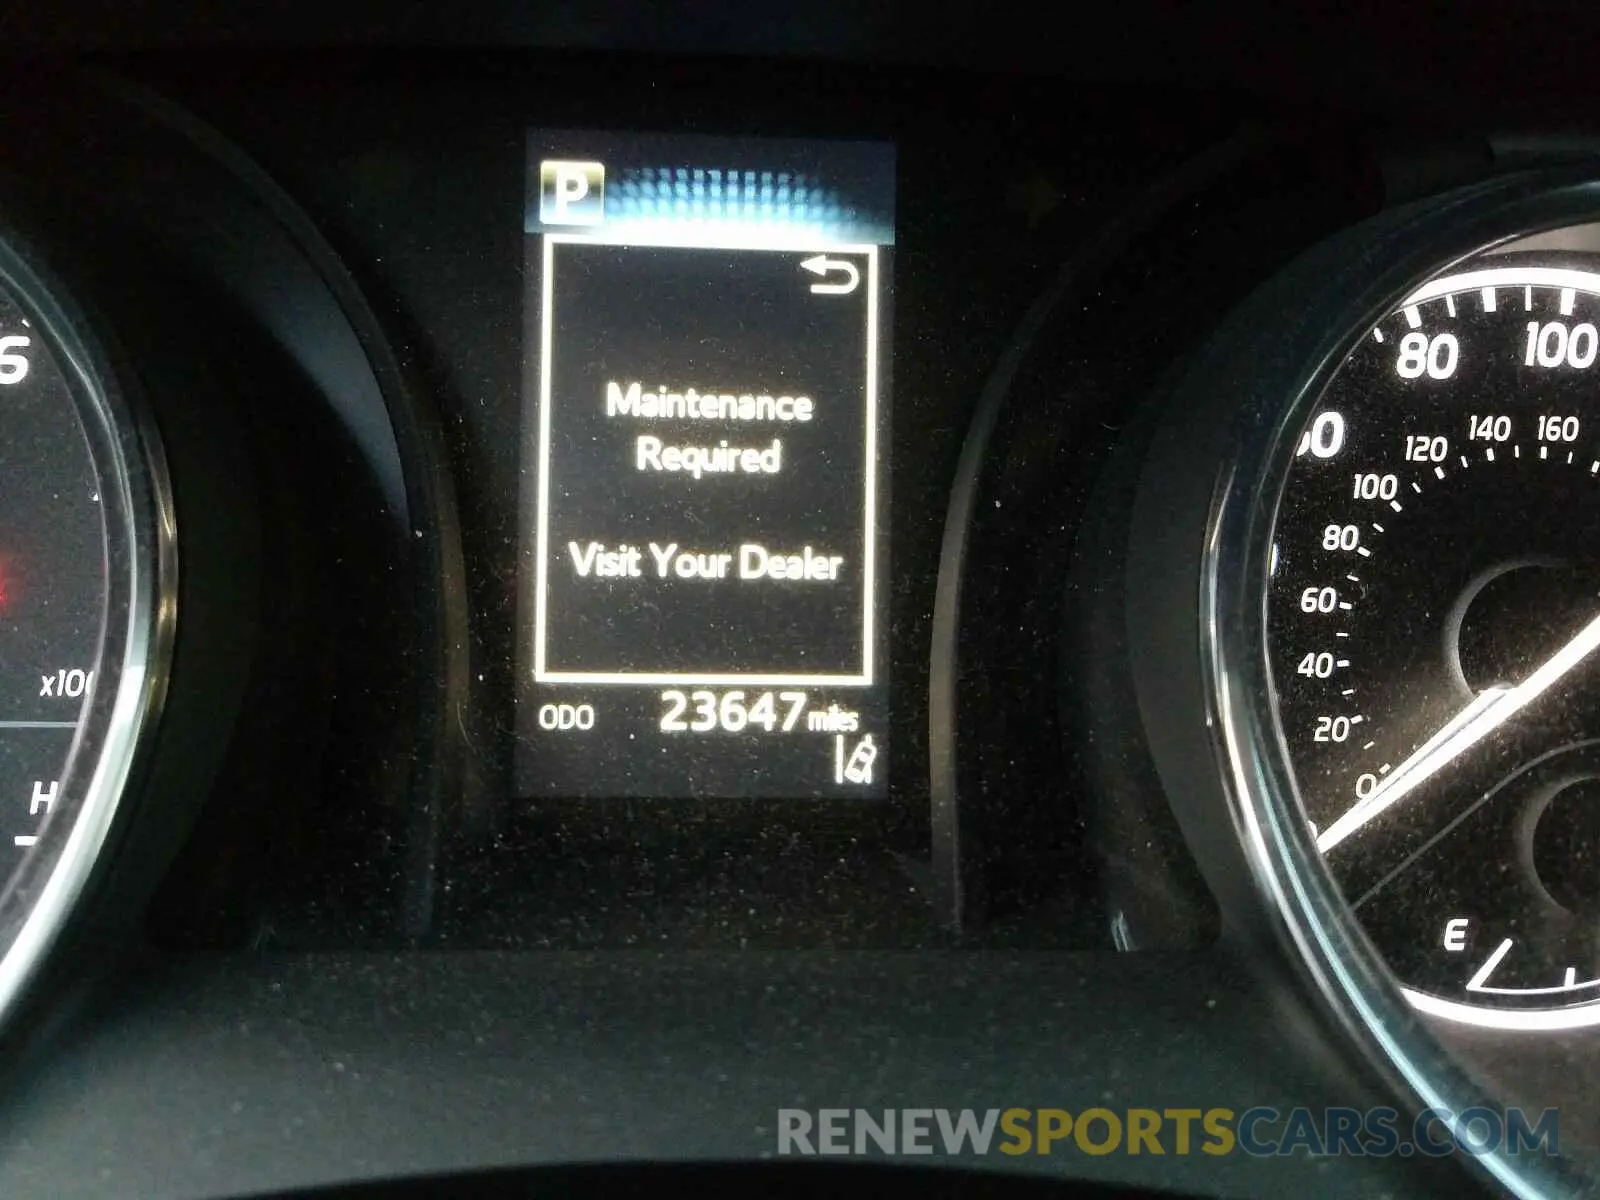 P
Maintenance
Required
Visit Your Dealer
ODO 23647 miles
6
x100
H
80 100
100 120 140 160
80
60
40
20
0
E
RENEWSPORTSCARS.COM